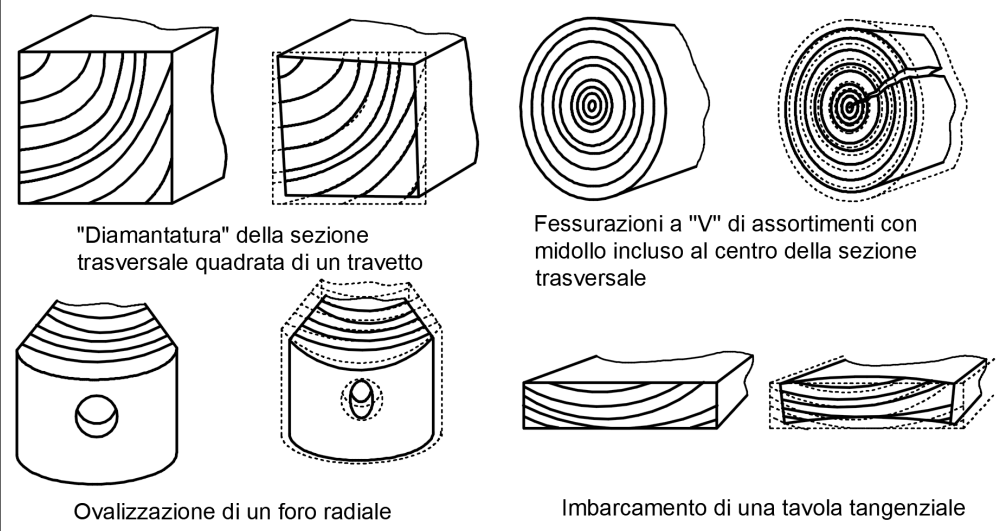 "Diamantatura" della sezione
trasversale quadrata di un travetto
Fessurazioni a "V" di assortimenti con
midollo incluso al centro della sezione
trasversale
Ovalizzazione di un foro radiale
Imbarcamento di una tavola tangenziale